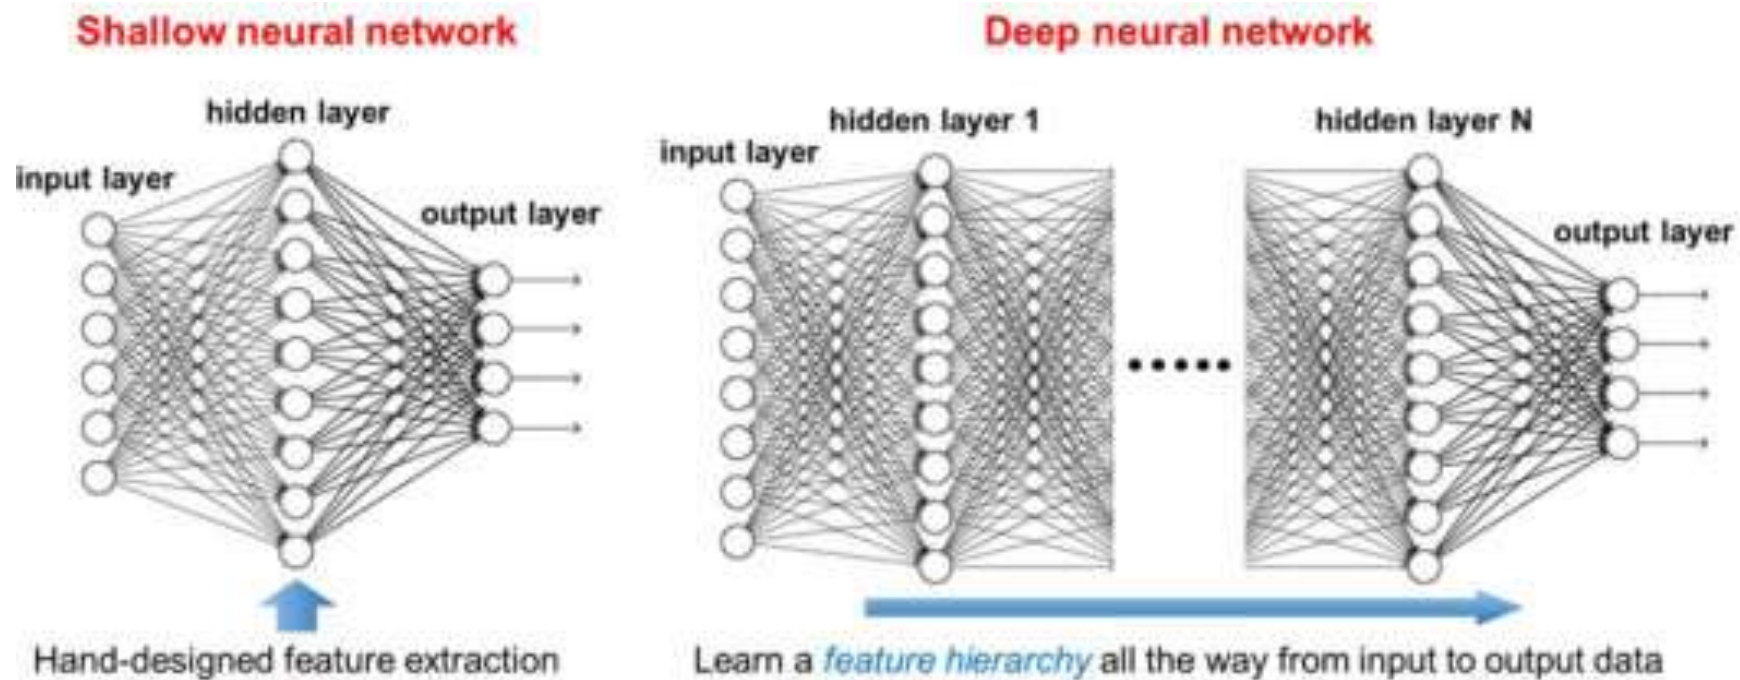 Shallow neural network
hidden layer
input layer
output layer
Hand-designed feature extraction
Deep neural network
hidden layer 1
hidden layer N
input layer
output layer
Learn a feature hierarchy all the way from input to output data